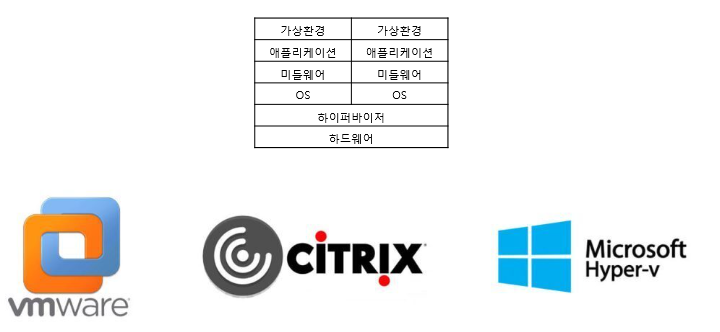 가상환경 가상환경
애플리케이션 애플리케이션
미들웨어 미들웨어
OS OS
하이퍼바이저
하드웨어
vmware
CİTRİX
Microsoft
Hyper-v